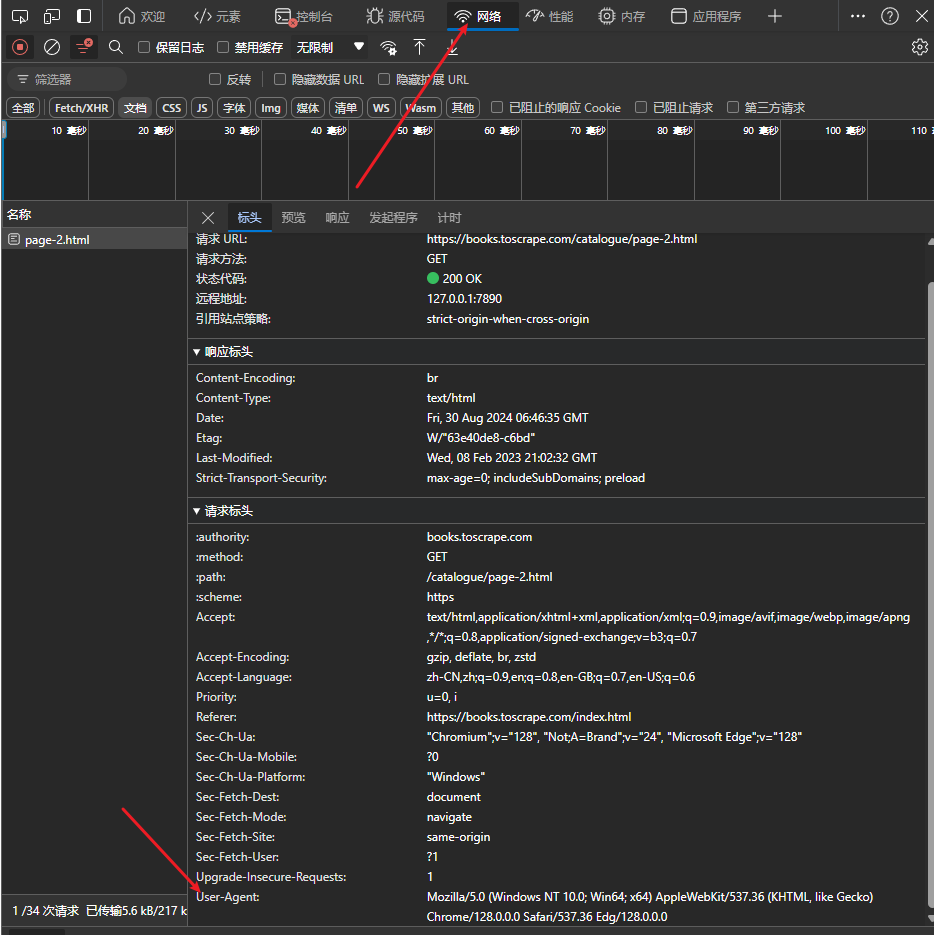 欢迎 元素 控制台 源代码 网络 性能 内存 应用程序
保留日志 禁用缓存 无限制
筛选器 反转 隐藏数据 URL 隐藏扩展 URL
全部 Fetch/XHR 文档 CSS JS 字体 Img 媒体 清单 WS Wasm 其他 已阻止的响应 Cookie 已阻止请求 第三方请求
10 毫秒 20 毫秒 30 毫秒 40 毫秒 50 毫秒 60 毫秒 70 毫秒 80 毫秒 90 毫秒 100 毫秒 110
名称
page-2.html
标头 预览 响应 发起程序 计时
请求 URL: https://books.toscrape.com/catalogue/page-2.html
请求方法: GET
状态代码: 200 OK
远程地址: 127.0.0.1:7890
引用站点策略: strict-origin-when-cross-origin
响应标头
Content-Encoding: br
Content-Type: text/html
Date: Fri, 30 Aug 2024 06:46:35 GMT
Etag: W/"63e40de8-c6bd"
Last-Modified: Wed, 08 Feb 2023 21:02:32 GMT
Strict-Transport-Security: max-age=0; includeSubDomains; preload
请求标头
:authority: books.toscrape.com
:method: GET
:path: /catalogue/page-2.html
:scheme: https
Accept: text/html,application/xhtml+xml,application/xml;q=0.9,image/avif,image/webp,image/apng
,*/*;q=0.8,application/signed-exchange;v=b3;q=0.7
Accept-Encoding: gzip, deflate, br, zstd
Accept-Language: zh-CN,zh;q=0.9,en;q=0.8,en-GB;q=0.7,en-US;q=0.6
Priority: u=0, i
Referer: https://books.toscrape.com/index.html
Sec-Ch-Ua: "Chromium";v="128", "Not;A=Brand";v="24", "Microsoft Edge";v="128"
Sec-Ch-Ua-Mobile: ?0
Sec-Ch-Ua-Platform: "Windows"
Sec-Fetch-Dest: document
Sec-Fetch-Mode: navigate
Sec-Fetch-Site: same-origin
Sec-Fetch-User: ?1
Upgrade-Insecure-Requests: 1
User-Agent: Mozilla/5.0 (Windows NT 10.0; Win64; x64) AppleWebKit/537.36 (KHTML, like Gecko)
Chrome/128.0.0.0 Safari/537.36 Edg/128.0.0.0
1 /34 次请求 已传输5.6 kB/217 k